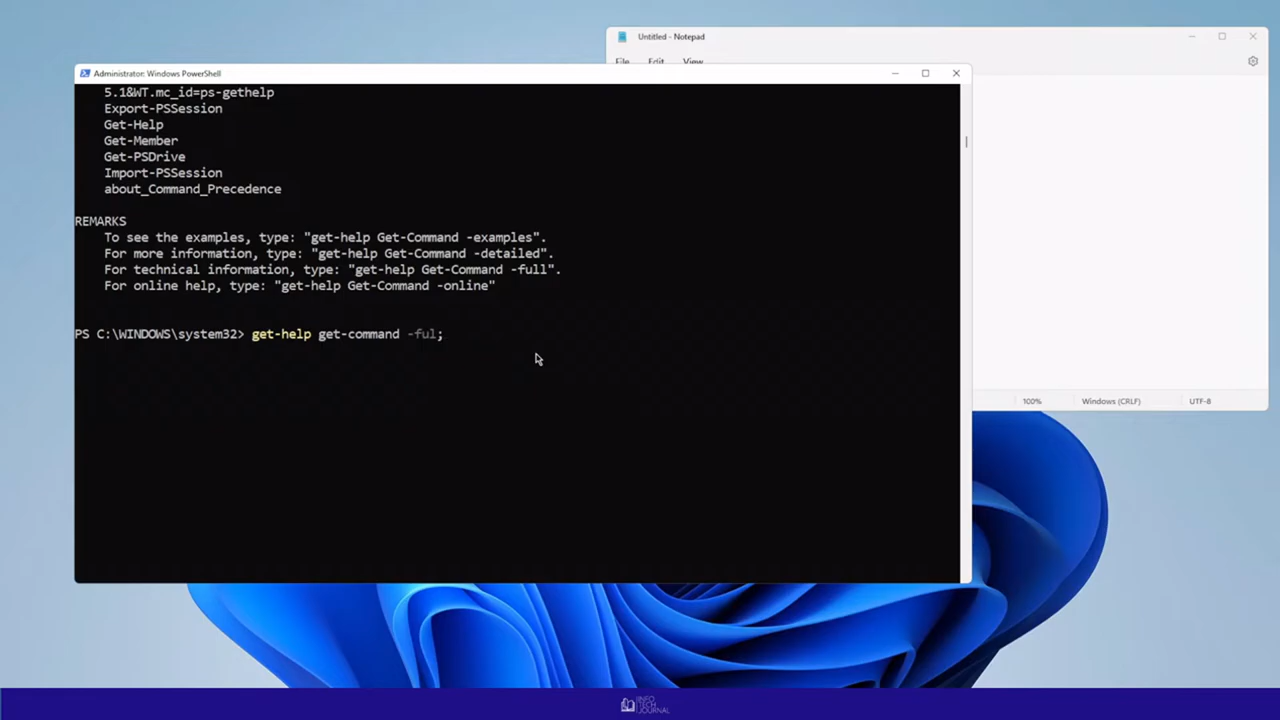 Untitled - Notepad
File Edit View
Administrator: Windows PowerShell
5.1&WT.mc_id=ps-gethelp
Export-PSSession
Get-Help
Get-Member
Get-PSDrive
Import-PSSession
about_Command_Precedence
REMARKS
To see the examples, type: "get-help Get-Command -examples".
For more information, type: "get-help Get-Command -detailed".
For technical information, type: "get-help Get-Command -full".
For online help, type: "get-help Get-Command -online"
PS C:\WINDOWS\system32> get-help get-command -ful;
100% Windows (CRLF) UTF-8
INFO
TECH
JOURNAL